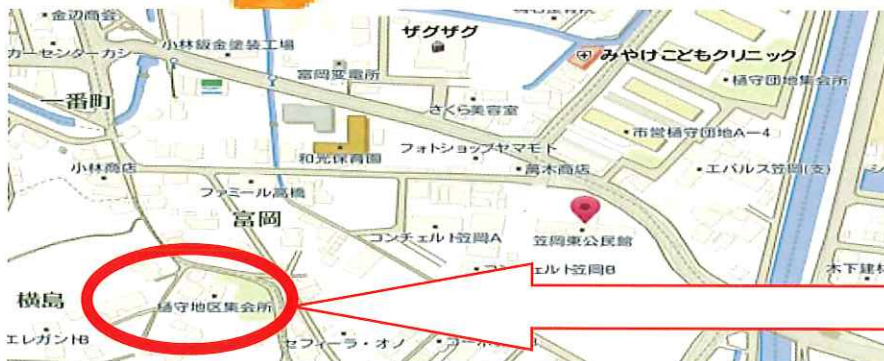 金辺商会
カーセンターカシ
小林鈑金塗装工場
ザグザグ
みやけこどもクリニック
富岡変電所
樋守団地集会所
一番町
さくら美容室
市営樋守団地A-4
和光保育園
フォトショップヤマモト
小林商店
萬木商店
エバルス笠岡(支)
ファミール高橋
富岡
コンチェルト笠岡A
笠岡東公民館
ェルト笠岡B
木下建材
横島
樋守地区集会所
エレガントB
セフィーラ・オノ